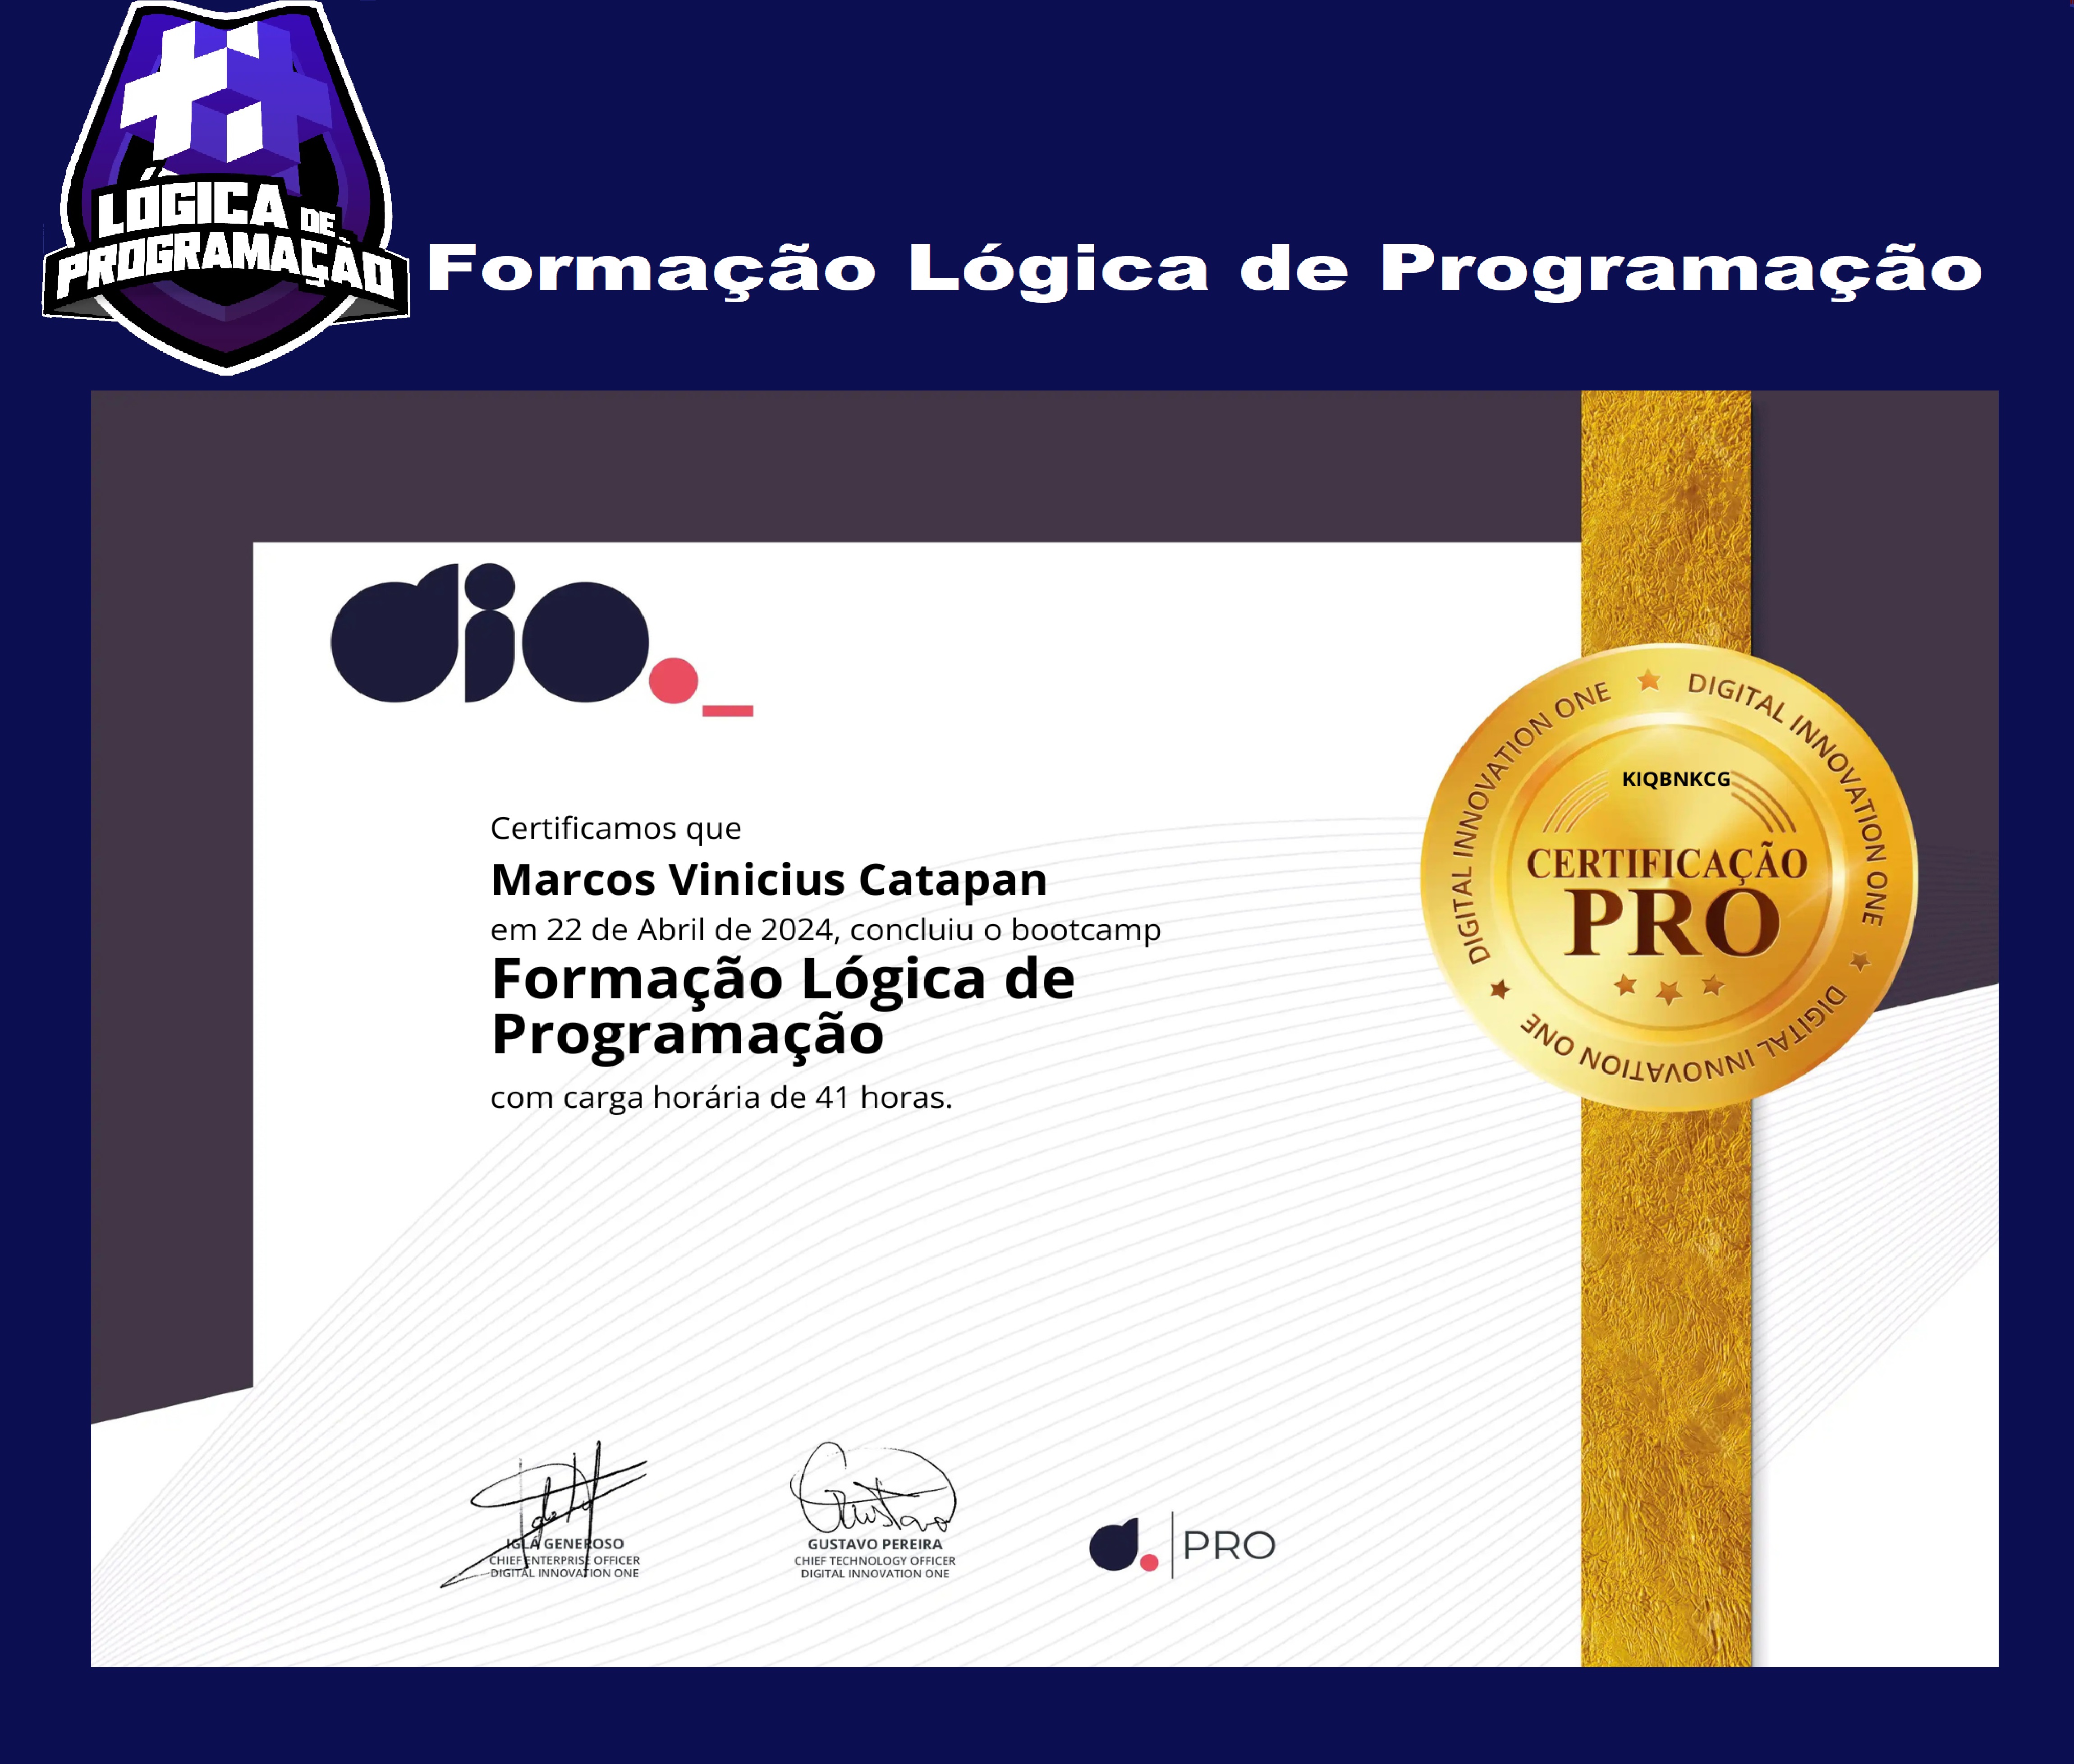 LÓGICA DE
PROGRAMAÇÃO
Formação Lógica de Programação
dio._
Certificamos que
Marcos Vinicius Catapan
em 22 de Abril de 2024, concluiu o bootcamp
Formação Lógica de
Programação
com carga horária de 41 horas.
DIGITAL INNOVATION ONE ★ DIGITAL INNOVATION ONE ★ DIGITAL INNOVATION ONE ★
KIQBNKCG
CERTIFICAÇÃO
PRO
IGLÁ GENEROSO
CHIEF ENTERPRISE OFFICER
DIGITAL INNOVATION ONE
Gustavo
GUSTAVO PEREIRA
CHIEF TECHNOLOGY OFFICER
DIGITAL INNOVATION ONE
d. | PRO